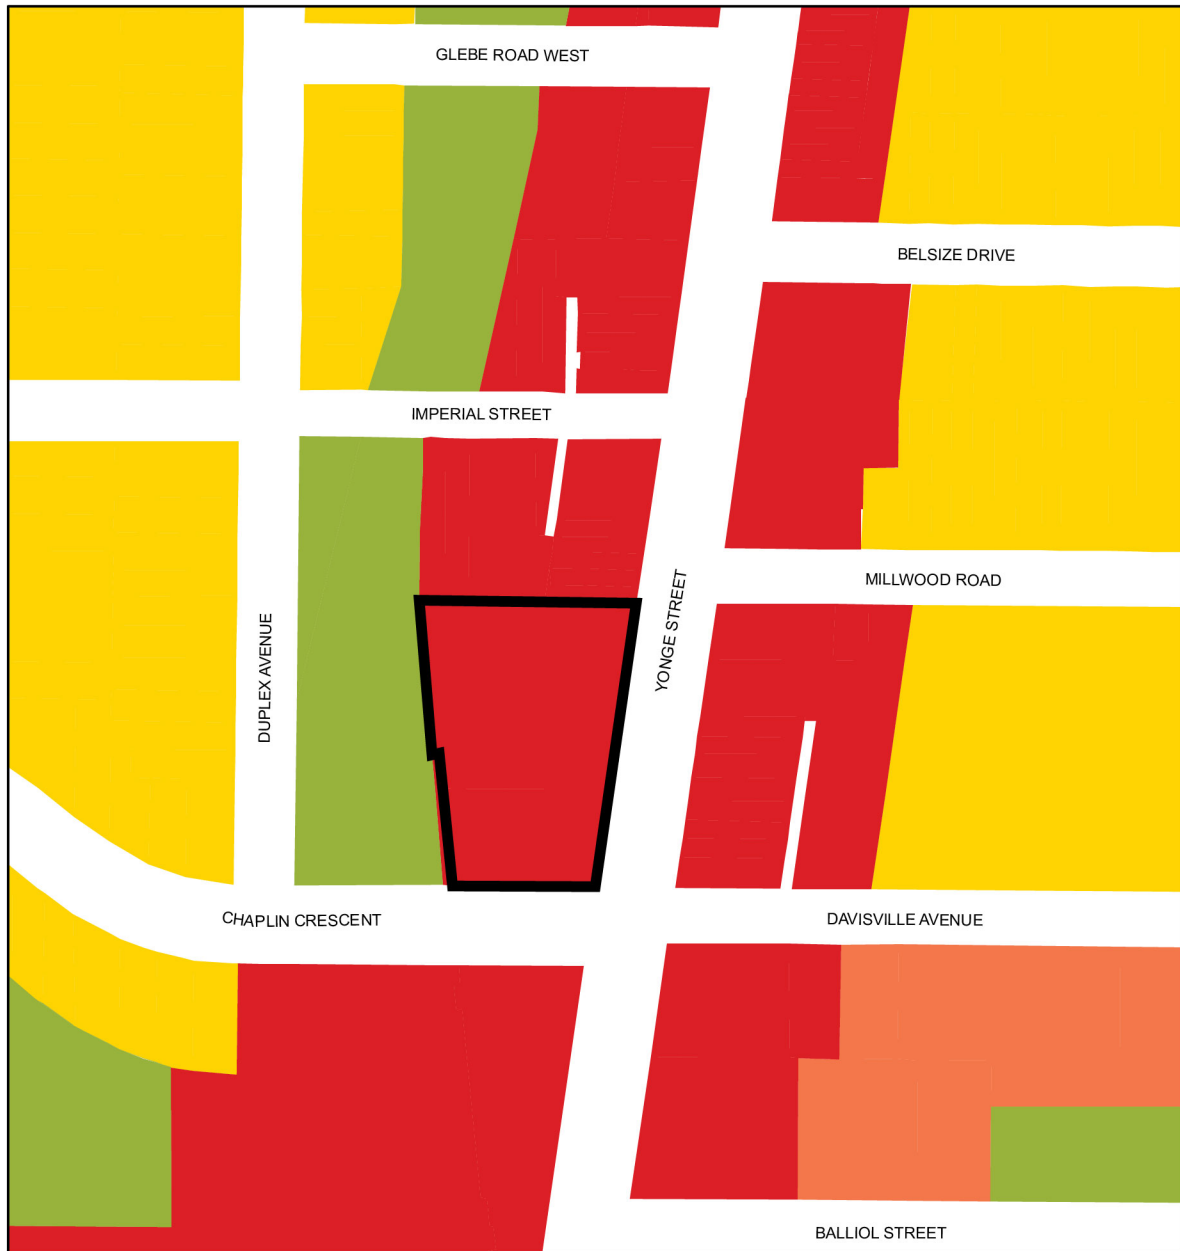 GLEBE ROAD WEST
BELSIZE DRIVE
IMPERIAL STREET
MILLWOOD ROAD
YONGE STREET
DUPLEX AVENUE
CHAPLIN CRESCENT
DAVISVILLE AVENUE
BALLIOL STREET